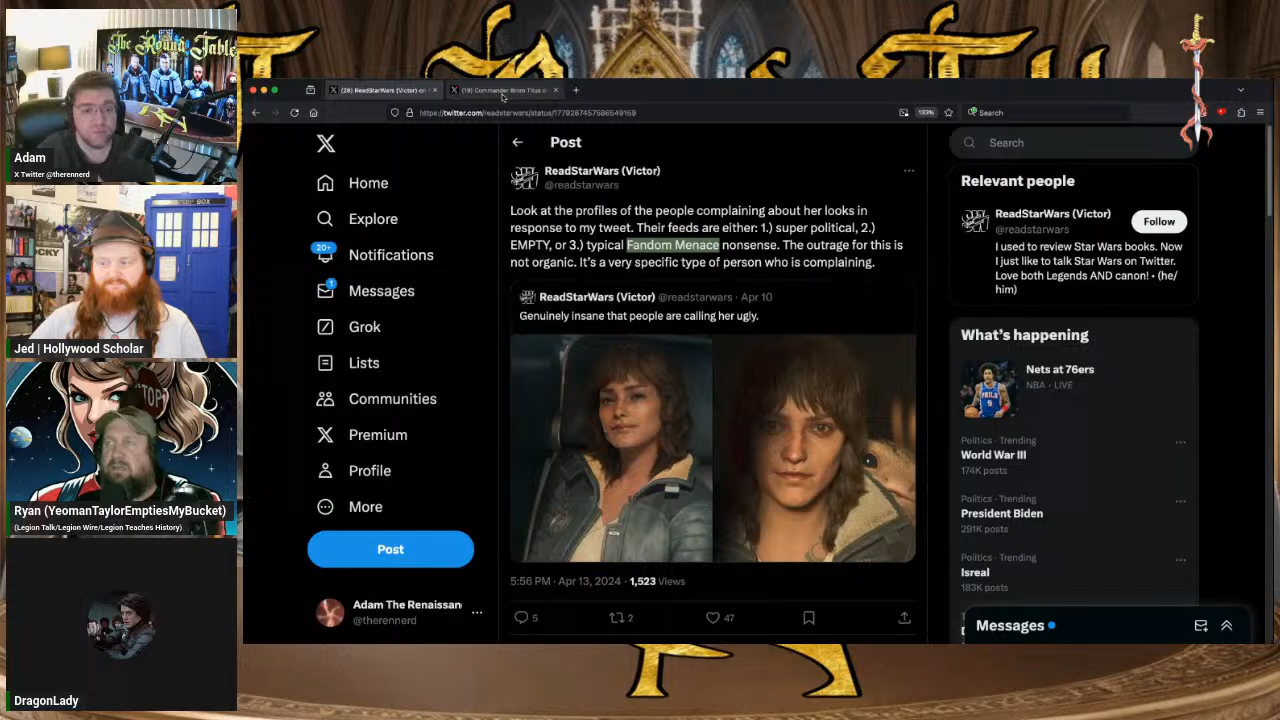 The Round Table
Adam
X Twitter @therennerd
BOX
CKY
Jed | Hollywood Scholar
STOP
Ryan (YeomanTaylorEmptiesMyBucket)
(Legion Talk/Legion Wire/Legion Teaches History)
DragonLady
(28) ReadStarWars (Victor) on
(19) Commander Brom Titus o
https://twitter.com/readstarwars/status/1779267457586549159
133%
Search
Home
Explore
20+
Notifications
1
Messages
Grok
Lists
Communities
Premium
Profile
More
Post
Adam The Renaissan
@therennerd
Post
ReadStarWars (Victor)
@readstarwars
Look at the profiles of the people complaining about her looks in
response to my tweet. Their feeds are either: 1.) super political, 2.)
EMPTY, or 3.) typical Fandom Menace nonsense. The outrage for this is
not organic. It's a very specific type of person who is complaining.
ReadStarWars (Victor) @readstarwars · Apr 10
Genuinely insane that people are calling her ugly.
5:56 PM · Apr 13, 2024 · 1,523 Views
5
2
47
Search
Relevant people
ReadStarWars (Victor)
@readstarwars
Follow
I used to review Star Wars books. Now
I just like to talk Star Wars on Twitter.
Love both Legends AND canon! • (he/
him)
What's happening
Nets at 76ers
NBA · LIVE
Politics · Trending
World War III
174K posts
Politics · Trending
President Biden
291K posts
Politics · Trending
Isreal
183K posts
Messages